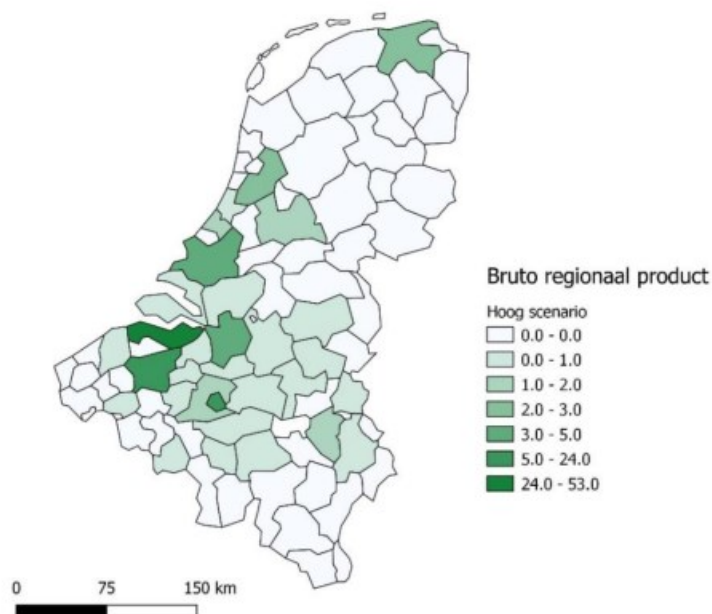 Bruto regionaal product
Hoog scenario
0.0 - 0.0
0.0 - 1.0
1.0 - 2.0
2.0 - 3.0
3.0 - 5.0
5.0 - 24.0
24.0 - 53.0
0 75 150 km